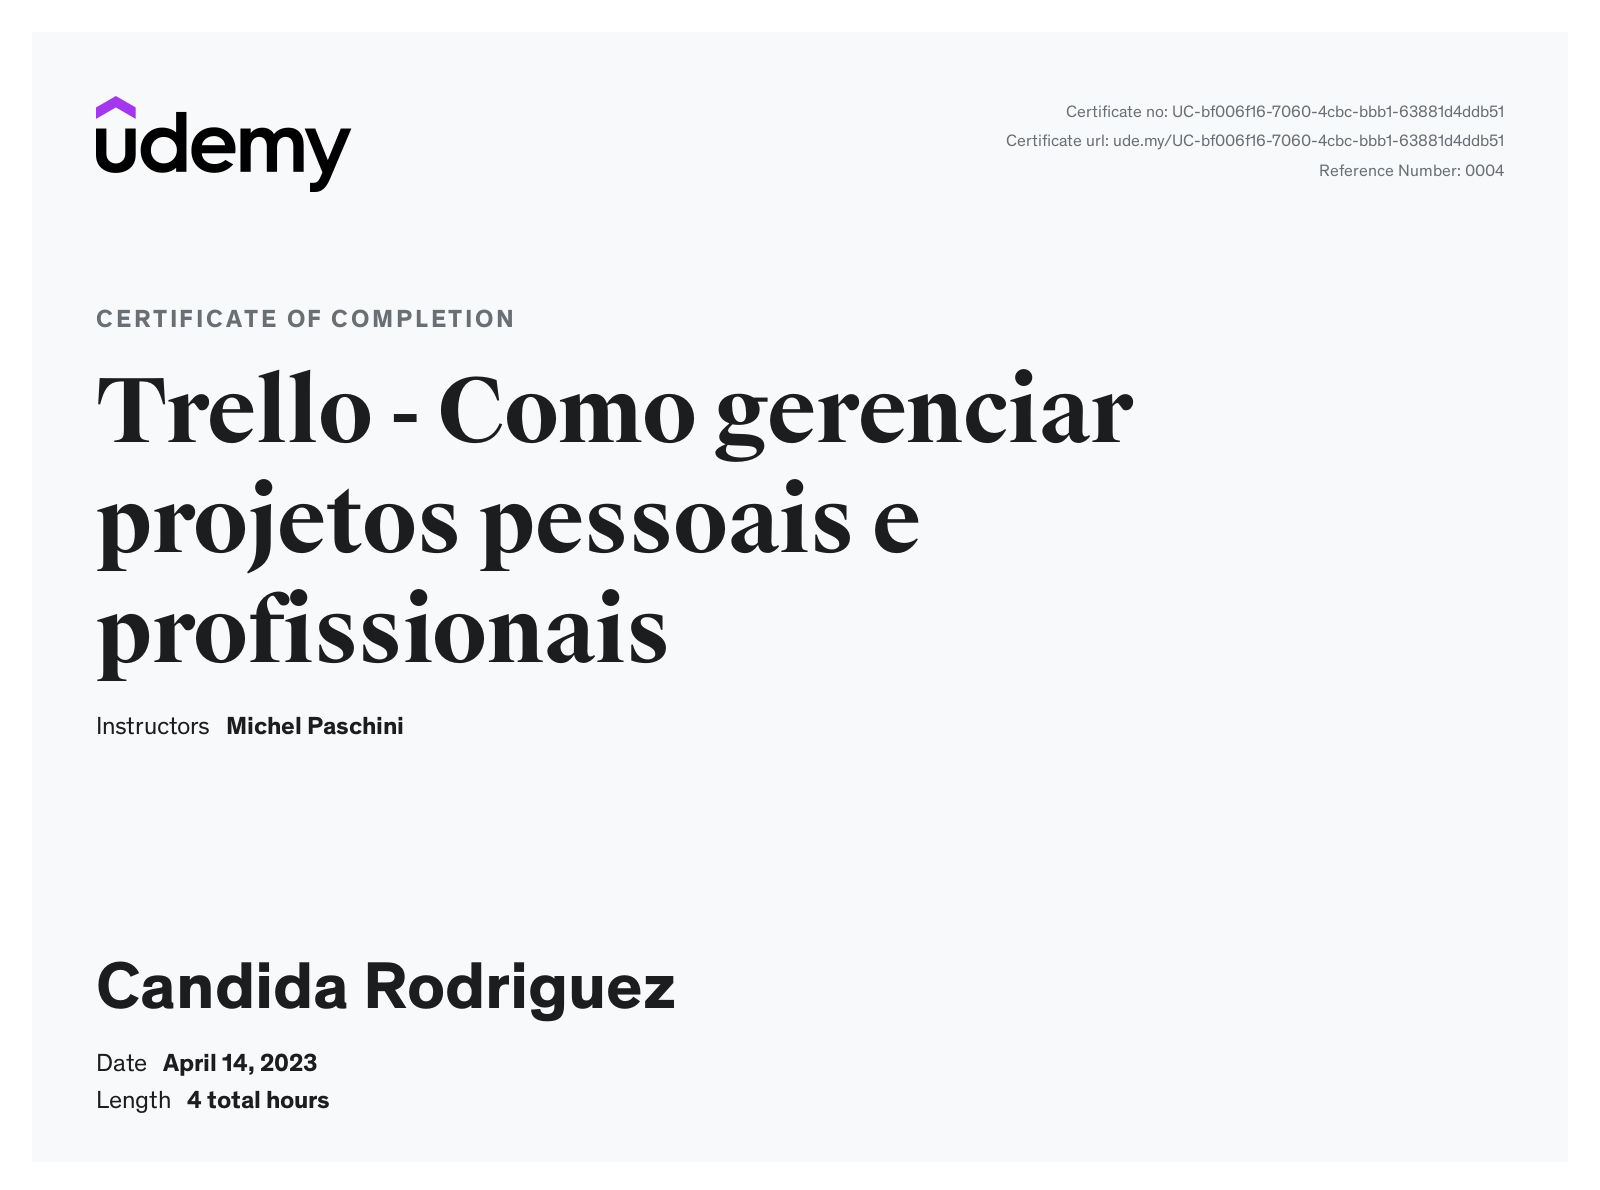 udemy
Certificate no: UC-bf006f16-7060-4cbc-bbb1-63881d4ddb51
Certificate url: ude.my/UC-bf006f16-7060-4cbc-bbb1-63881d4ddb51
Reference Number: 0004
CERTIFICATE OF COMPLETION
Trello - Como gerenciar
projetos pessoais e
profissionais
Instructors Michel Paschini
Candida Rodriguez
Date April 14, 2023
Length 4 total hours